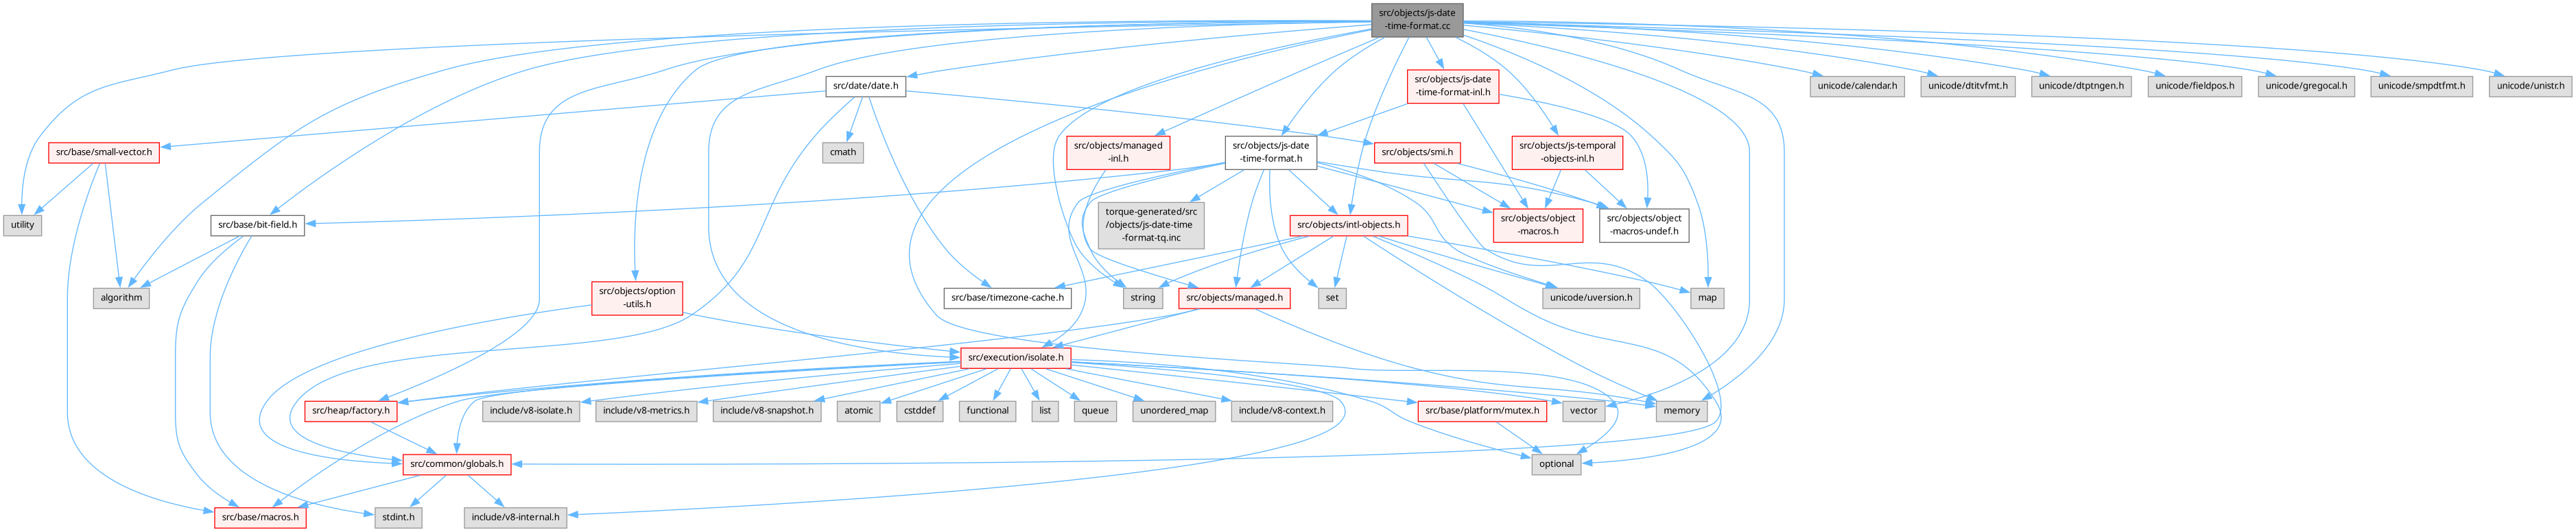 src/objects/js-date
-time-format.cc
src/date/date.h
src/objects/js-date
-time-format-inl.h
unicode/calendar.h
unicode/dtitvfmt.h
unicode/dtptngen.h
unicode/fieldpos.h
unicode/gregocal.h
unicode/smpdtfmt.h
unicode/unistr.h
src/base/small-vector.h
cmath
src/objects/managed
-inl.h
src/objects/js-date
-time-format.h
src/objects/smi.h
src/objects/js-temporal
-objects-inl.h
utility
src/base/bit-field.h
torque-generated/src
/objects/js-date-time
-format-tq.inc
src/objects/intl-objects.h
src/objects/object
-macros.h
src/objects/object
-macros-undef.h
algorithm
src/objects/option
-utils.h
src/base/timezone-cache.h
string
src/objects/managed.h
set
unicode/uversion.h
map
src/execution/isolate.h
src/heap/factory.h
include/v8-isolate.h
include/v8-metrics.h
include/v8-snapshot.h
atomic
cstddef
functional
list
queue
unordered_map
include/v8-context.h
src/base/platform/mutex.h
vector
memory
src/common/globals.h
optional
src/base/macros.h
stdint.h
include/v8-internal.h